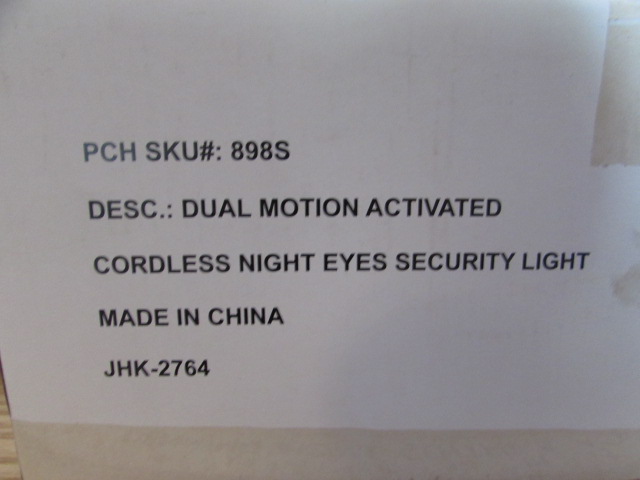 PCH SKU#: 898S
DESC.: DUAL MOTION ACTIVATED
CORDLESS NIGHT EYES SECURITY LIGHT
MADE IN CHINA
JHK-2764